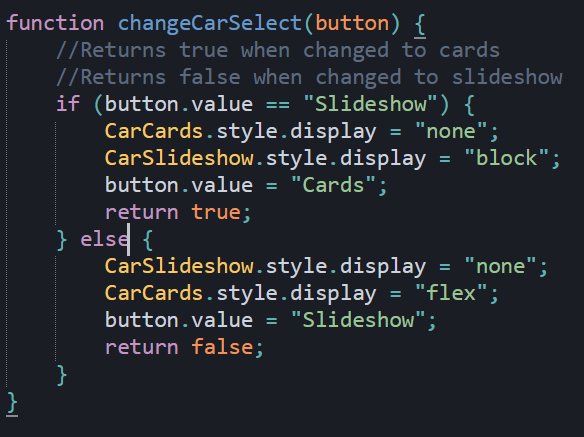 function changeCarSelect(button) {
    //Returns true when changed to cards
    //Returns false when changed to slideshow
    if (button.value == "Slideshow") {
        CarCards.style.display = "none";
        CarSlideshow.style.display = "block";
        button.value = "Cards";
        return true;
    } else {
        CarSlideshow.style.display = "none";
        CarCards.style.display = "flex";
        button.value = "Slideshow";
        return false;
    }
}